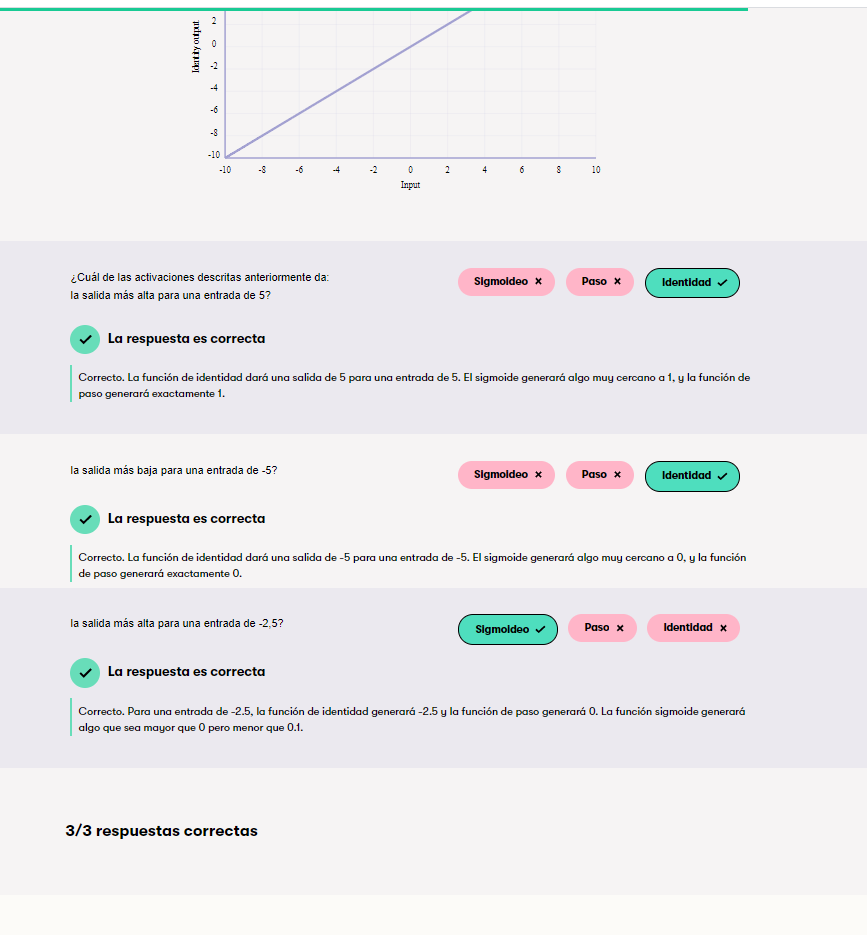 2
0
-2
-4
-6
-8
-10
Identity output
-10 -8 -6 -4 -2 0 2 4 6 8 10
Input
¿Cuál de las activaciones descritas anteriormente da:
la salida más alta para una entrada de 5?
Sigmoideo Paso Identidad
La respuesta es correcta
Correcto. La función de identidad dará una salida de 5 para una entrada de 5. El sigmoide generará algo muy cercano a 1, y la función de
paso generará exactamente 1.
la salida más baja para una entrada de -5?
Sigmoideo Paso Identidad
La respuesta es correcta
Correcto. La función de identidad dará una salida de -5 para una entrada de -5. El sigmoide generará algo muy cercano a 0, y la función
de paso generará exactamente 0.
la salida más alta para una entrada de -2,5?
Sigmoideo Paso Identidad
La respuesta es correcta
Correcto. Para una entrada de -2.5, la función de identidad generará -2.5 y la función de paso generará 0. La función sigmoide generará
algo que sea mayor que 0 pero menor que 0.1.
3/3 respuestas correctas